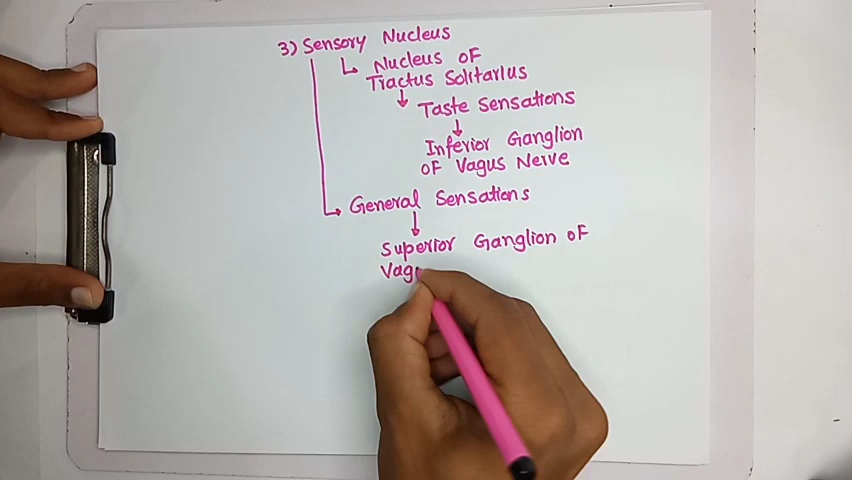 3) Sensory Nucleus
Nucleus OF
Tractus Solitarius
Taste Sensations
Inferior Ganglion
OF Vagus Nerve
General Sensations
Superior Ganglion OF
Vag